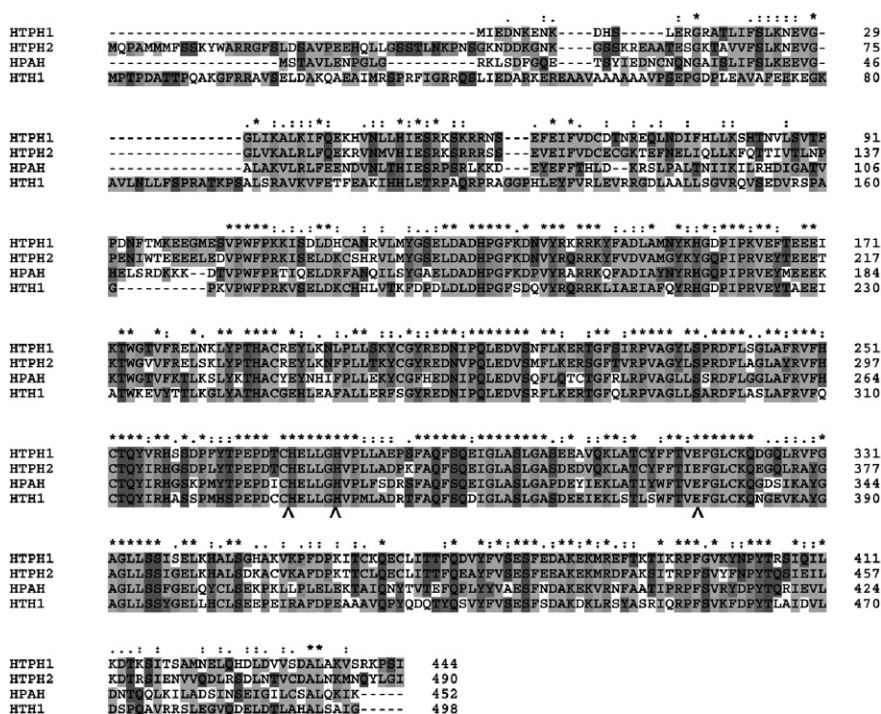 HTPH1 -----------------------------------------MIEDNKENK----DHS-----LERGRATLIFSLKNEVG- 29
HTPH2 MQPAMMMFSSKYWARRGFSLDSAVPEEHQLLGSSTLNKPNSGKNDDKGNK----GSSKREAATESGKTAVVFSLKNEVG- 75
HPAH ----------------------MSTAVLENPGLG-------RKLSDFGQE----TSYIEDNCNQNGAISLIFSLKEEVG- 46
HTH1 MPTPDATTPQAKGFRRAVSELDAKQAEAIMRSPRFIGRRQSLIEDARKEREAAVAAAAAAVPSEPGDPLEAVAFEEKEGK 80
HTPH1 ---------------GLIKALKIFQEKHVNLLHIESRKSKRRNS---EFEIFVDCDTNREQLNDIFHLLKSHTNVLSVTP 91
HTPH2 ---------------GLVKALRLFQEKRVNMVHIESRKSRRRSS---EVEIFVDCECGKTEFNELIQLLKFQTTIVTLNP 137
HPAH ---------------ALAKVLRLFEENDVNLTHIESRPSRLKKD---EYEFFTHLD--KRSLPALTNIIKILRHDIGATV 106
HTH1 AVLNLLFSPRATKPSALSRAVKVFETFEAKIHHLETRPAQRPRAGGPHLEYFVRLEVRRGDLAALLSGVRQVSEDVRSPA 160
HTPH1 PDNFTMKEEGMESVPWFPKKISDLDHCANRVLMYGSELDADHPGFKDNVYRKRRKYFADLAMNYKHGDPIPKVEFTEEEI 171
HTPH2 PENIWTEEEELEDVPWFPRKISELDKCSHRVLMYGSELDADHPGFKDNVYRQRRKYFVDVAMGYKYGQPIPRVEYTEEET 217
HPAH HELSRDKKK--DTVPWFPRTIQELDRFANQILSYGAELDADHPGFKDPVYRARRKQFADIAYNYRHGQPIPRVEYMEEEK 184
HTH1 G----------PKVPWFPRKVSELDKCHHLVTKFDPDLDLDHPGFSDQVYRQRRKLIAEIAFQYRHGDPIPRVEYTAEEI 230
HTPH1 KTWGTVFRELNKLYPTHACREYLKNLPLLSKYCGYREDNIPQLEDVSNFLKERTGFSIRPVAGYLSPRDFLSGLAFRVFH 251
HTPH2 KTWGVVFRELSKLYPTHACREYLKNFPLLTKYCGYREDNVPQLEDVSMFLKERSGFTVRPVAGYLSPRDFLAGLAYRVFH 297
HPAH KTWGTVFKTLKSLYKTHACYEYNHIFPLLEKYCGFHEDNIPQLEDVSQFLQTCTGFRLRPVAGLLSSRDFLGGLAFRVFH 264
HTH1 ATWKEVYTTLKGLYATHACGEHLEAFALLERFSGYREDNIPQLEDVSRFLKERTGFQLRPVAGLLSARDFLASLAFRVFQ 310
HTPH1 CTQYVRHSSDPFYTPEPDTCHELLGHVPLLAEPSFAQFSQEIGLASLGASEEAVQKLATCYFFTVEFGLCKQDGQLRVFG 331
HTPH2 CTQYIRHGSDPLYTPEPDTCHELLGHVPLLADPKFAQFSQEIGLASLGASDEDVQKLATCYFFTIEFGLCKQEGQLRAYG 377
HPAH CTQYIRHGSKPMYTPEPDICHELLGHVPLFSDRSFAQFSQEIGLASLGAPDEYIEKLATIYWFTVEFGLCKQGDSIKAYG 344
HTH1 CTQYIRHASSPMHSPEPDCCHELLGHVPMLADRTFAQFSQDIGLASLGASDEEIEKLSTLSWFTVEFGLCKQNGEVKAYG 390
^ ^ ^
HTPH1 AGLLSSISELKHALSGHAKVKPFDPKITCKQECLITTFQDVYFVSESFEDAKEKMREFTKTIKRPFGVKYNPYTRSIQIL 411
HTPH2 AGLLSSIGELKHALSDKACVKAFDPKTTCLQECLITTFQEAYFVSESFEEAKEKMRDFAKSITRPFSVYFNPYTQSIEIL 457
HPAH AGLLSSFGELQYCLSEKPKLLPLELEKTAIQNYTVTEFQPLYYVAESFNDAKEKVRNFAATIPRPFSVRYDPYTQRIEVL 424
HTH1 AGLLSSYGELLHCLSEEPEIRAFDPEAAAVQPYQDQTYQSVYFVSESFSDAKDKLRSYASRIQRPFSVKFDPYTLAIDVL 470
HTPH1 KDTKSITSAMNELQHDLDVVSDALAKVSRKPSI 444
HTPH2 KDTRSIENVVQDLRSDLNTVCDALNKMNQYLGI 490
HPAH DNTQQLKILADSINSEIGILCSALQKIK----- 452
HTH1 DSPQAVRRSLEGVQDELDTLAHALSAIG----- 498